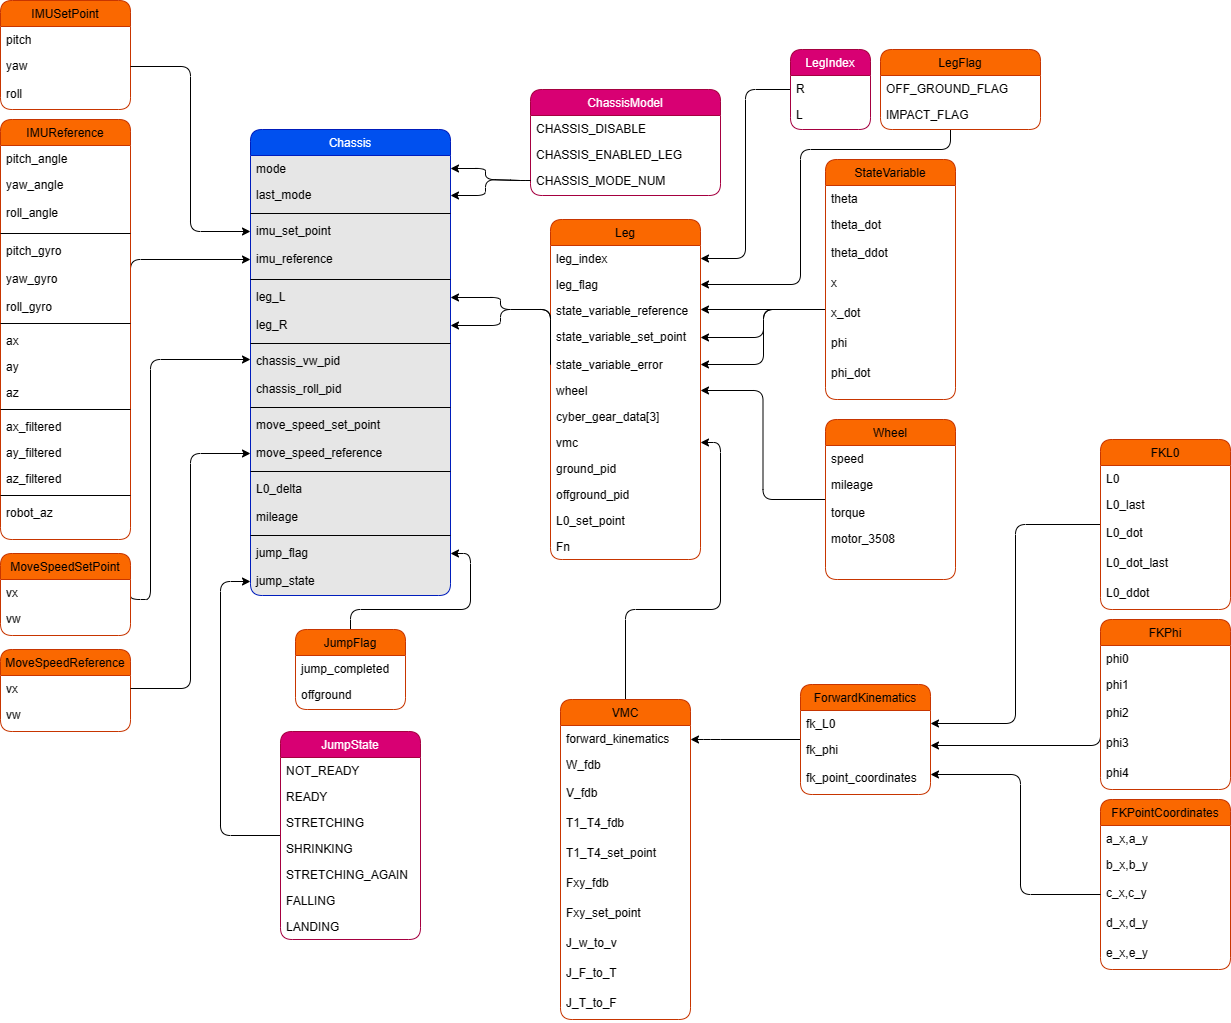 IMUSetPoint
pitch
yaw
roll
IMUReference
pitch_angle
yaw_angle
roll_angle
pitch_gyro
yaw_gyro
roll_gyro
ax
ay
az
ax_filtered
ay_filtered
az_filtered
robot_az
MoveSpeedSetPoint
vx
vw
MoveSpeedReference
vx
vw
Chassis
mode
last_mode
imu_set_point
imu_reference
leg_L
leg_R
chassis_vw_pid
chassis_roll_pid
move_speed_set_point
move_speed_reference
L0_delta
mileage
jump_flag
jump_state
JumpFlag
jump_completed
offground
JumpState
NOT_READY
READY
STRETCHING
SHRINKING
STRETCHING_AGAIN
FALLING
LANDING
ChassisModel
CHASSIS_DISABLE
CHASSIS_ENABLED_LEG
CHASSIS_MODE_NUM
Leg
leg_index
leg_flag
state_variable_reference
state_variable_set_point
state_variable_error
wheel
cyber_gear_data[3]
vmc
ground_pid
offground_pid
L0_set_point
Fn
VMC
forward_kinematics
W_fdb
V_fdb
T1_T4_fdb
T1_T4_set_point
Fxy_fdb
Fxy_set_point
J_w_to_v
J_F_to_T
J_T_to_F
LegIndex
R
L
LegFlag
OFF_GROUND_FLAG
IMPACT_FLAG
StateVariable
theta
theta_dot
theta_ddot
x
x_dot
phi
phi_dot
Wheel
speed
mileage
torque
motor_3508
ForwardKinematics
fk_L0
fk_phi
fk_point_coordinates
FKL0
L0
L0_last
L0_dot
L0_dot_last
L0_ddot
FKPhi
phi0
phi1
phi2
phi3
phi4
FKPointCoordinates
a_x,a_y
b_x,b_y
c_x,c_y
d_x,d_y
e_x,e_y